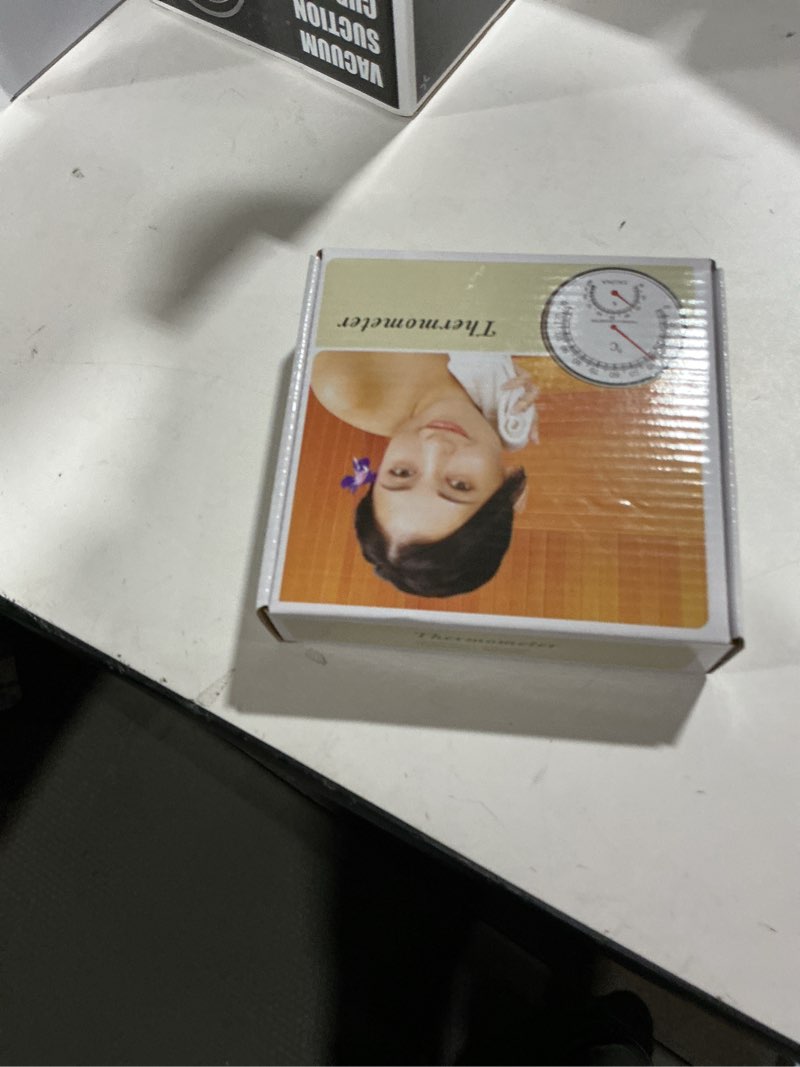 VACUUM
SUCTION
Thermometer
°C
Thermometer